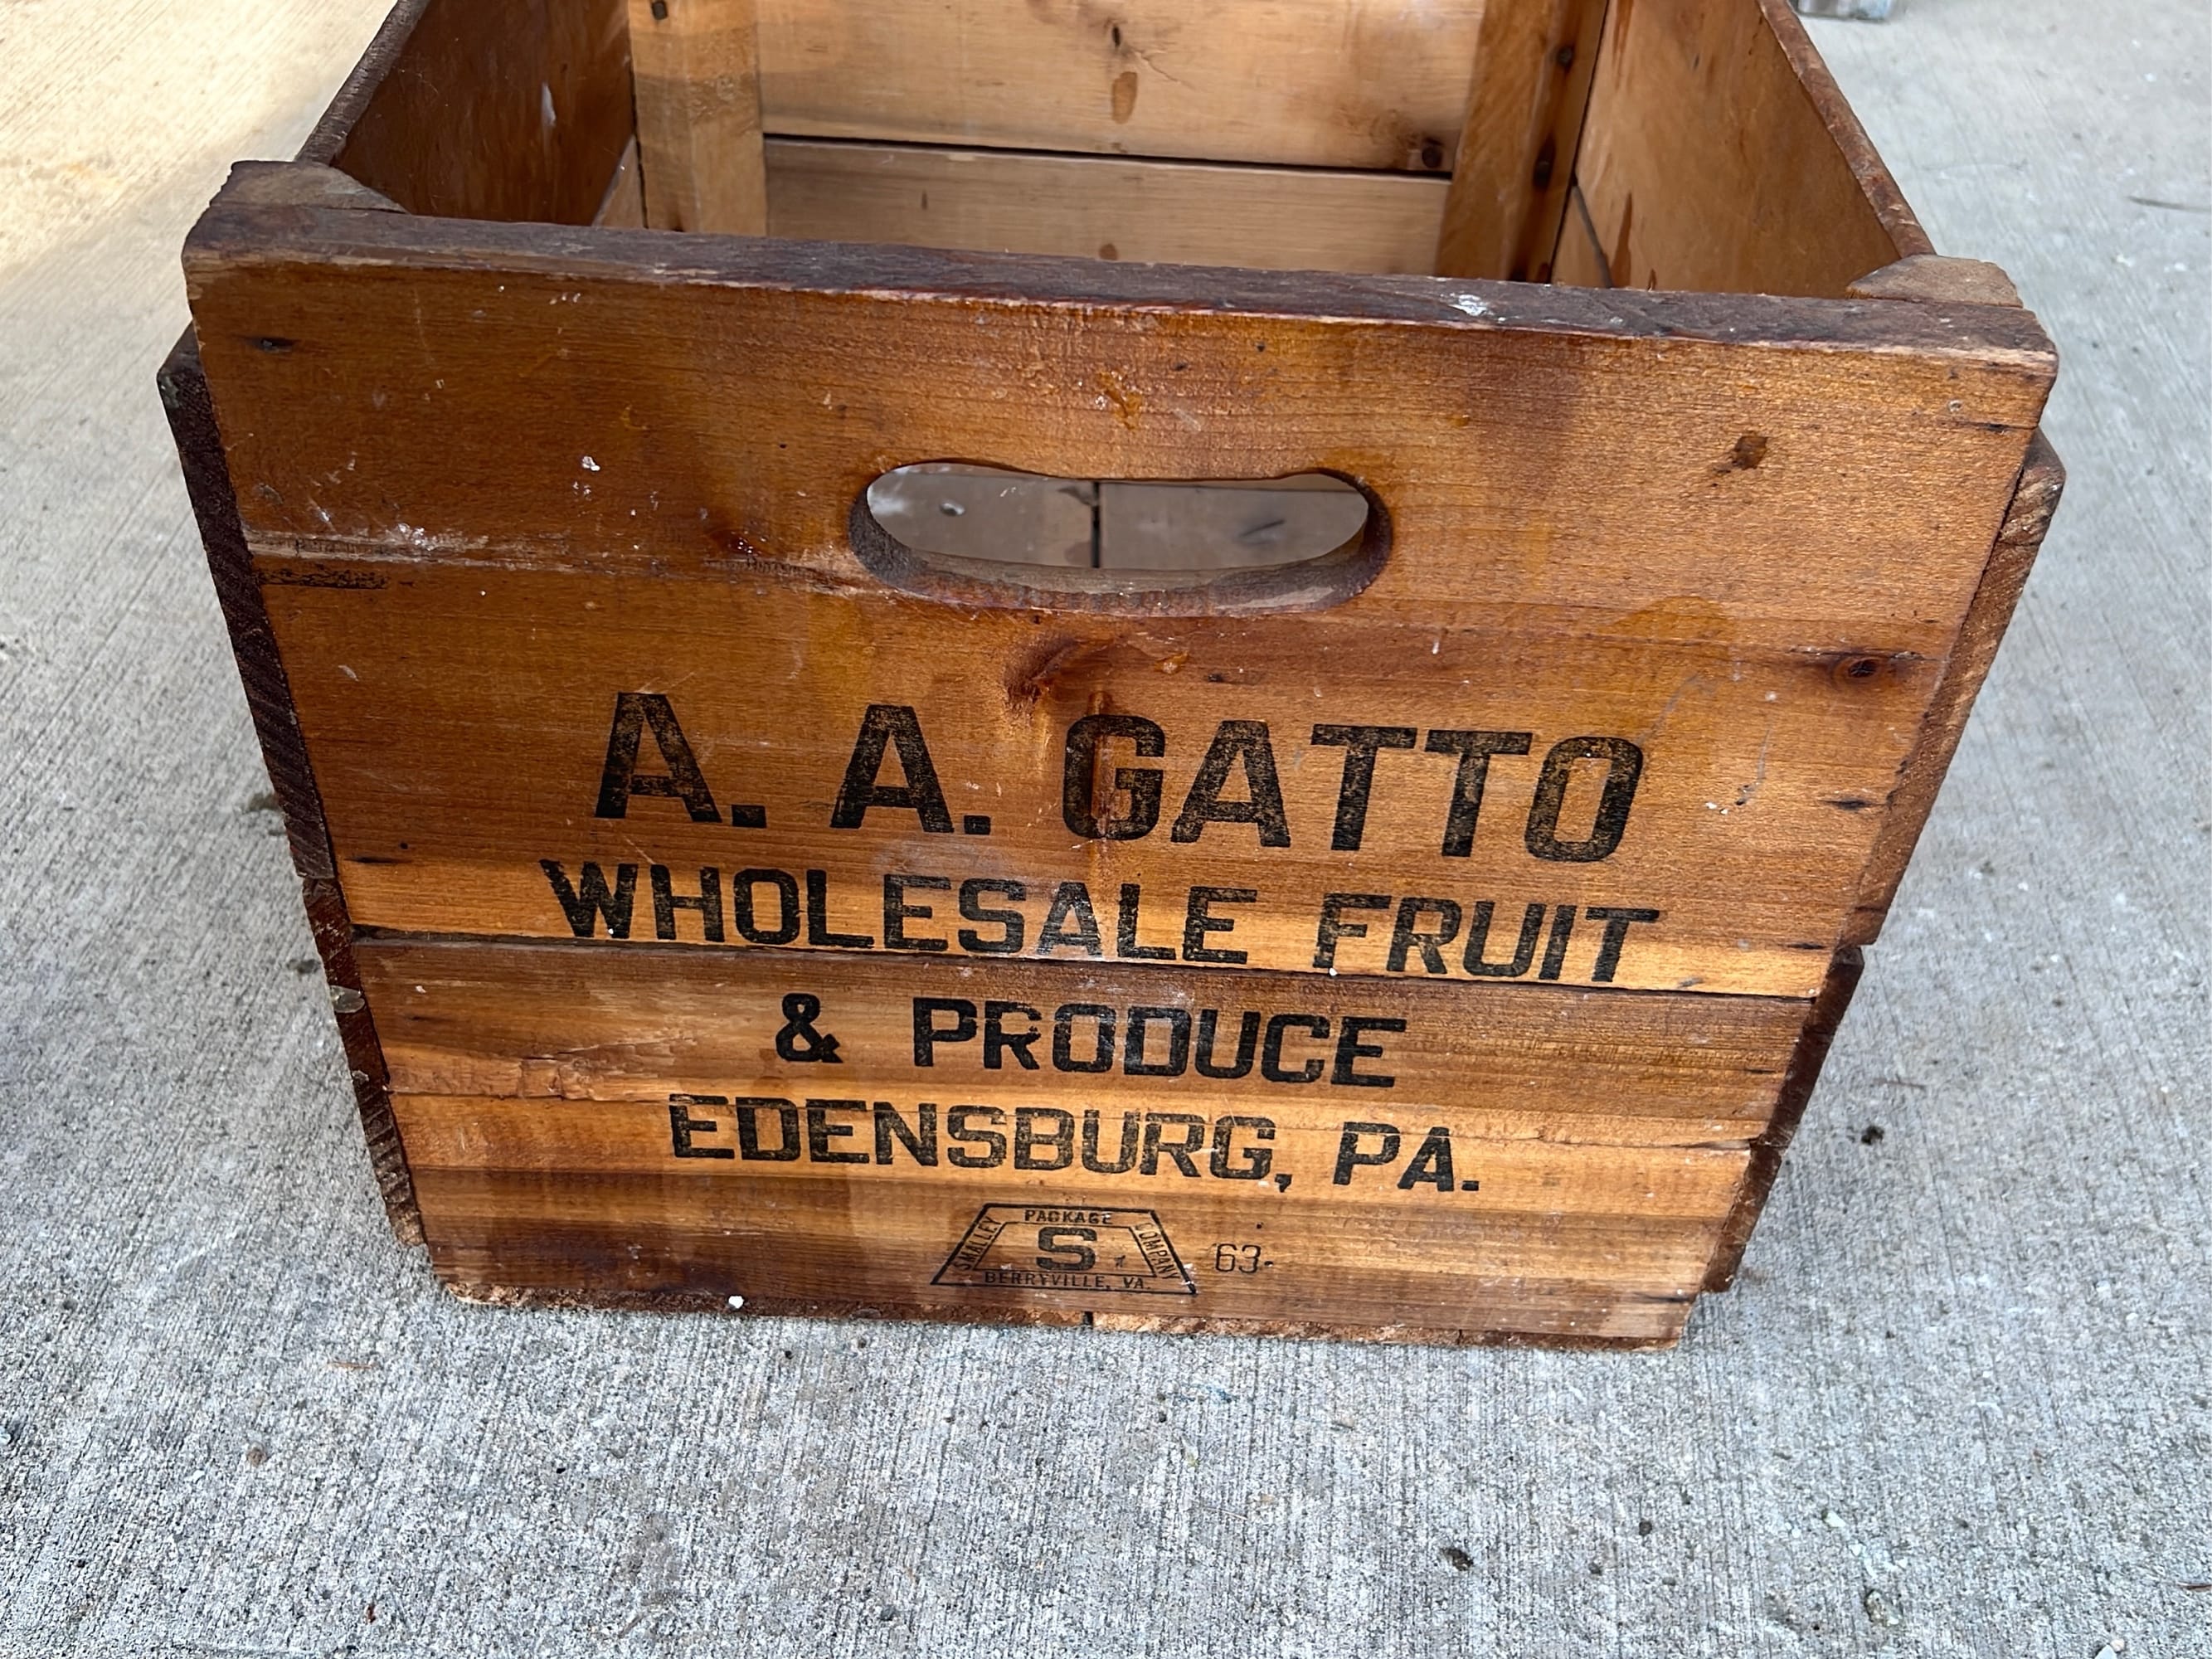 A. A. GATTO
WHOLESALE FRUIT
& PRODUCE
EDENSBURG, PA.
SMALLEY PACKAGE COMPANY
S
BERRYVILLE, VA.
63